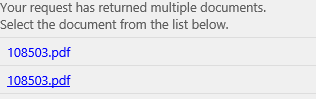 Your request has returned multiple documents.
Select the document from the list below.
108503.pdf
108503.pdf